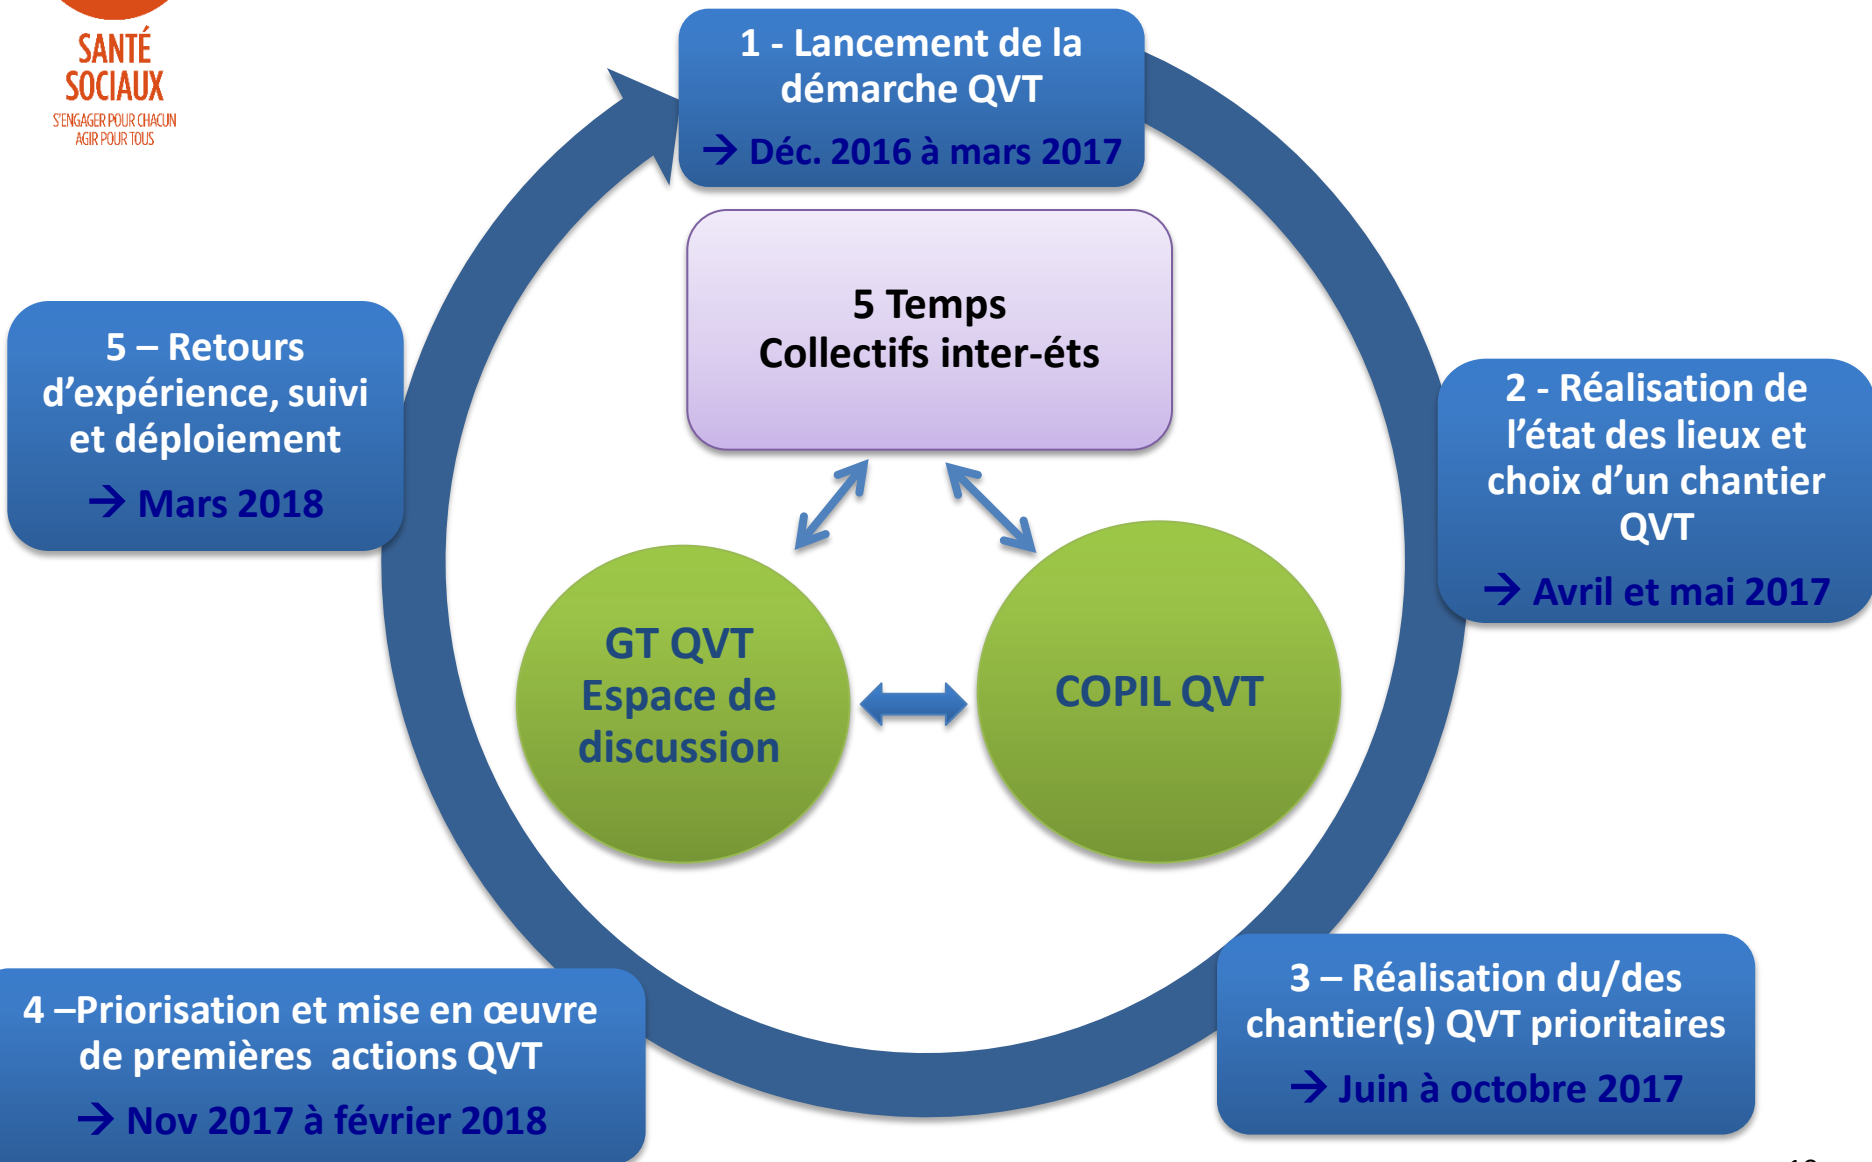 SANTÉ
SOCIAUX
S'ENGAGER POUR CHACUN
AGIR POUR TOUS
1 - Lancement de la
démarche QVT
→ Déc. 2016 à mars 2017
5 Temps
Collectifs inter-éts
5 – Retours
d’expérience, suivi
et déploiement
→ Mars 2018
2 - Réalisation de
l’état des lieux et
choix d’un chantier
QVT
→ Avril et mai 2017
GT QVT
Espace de
discussion
COPIL QVT
3 – Réalisation du/des
chantier(s) QVT prioritaires
→ Juin à octobre 2017
4 –Priorisation et mise en œuvre
de premières  actions QVT
→ Nov 2017 à février 2018